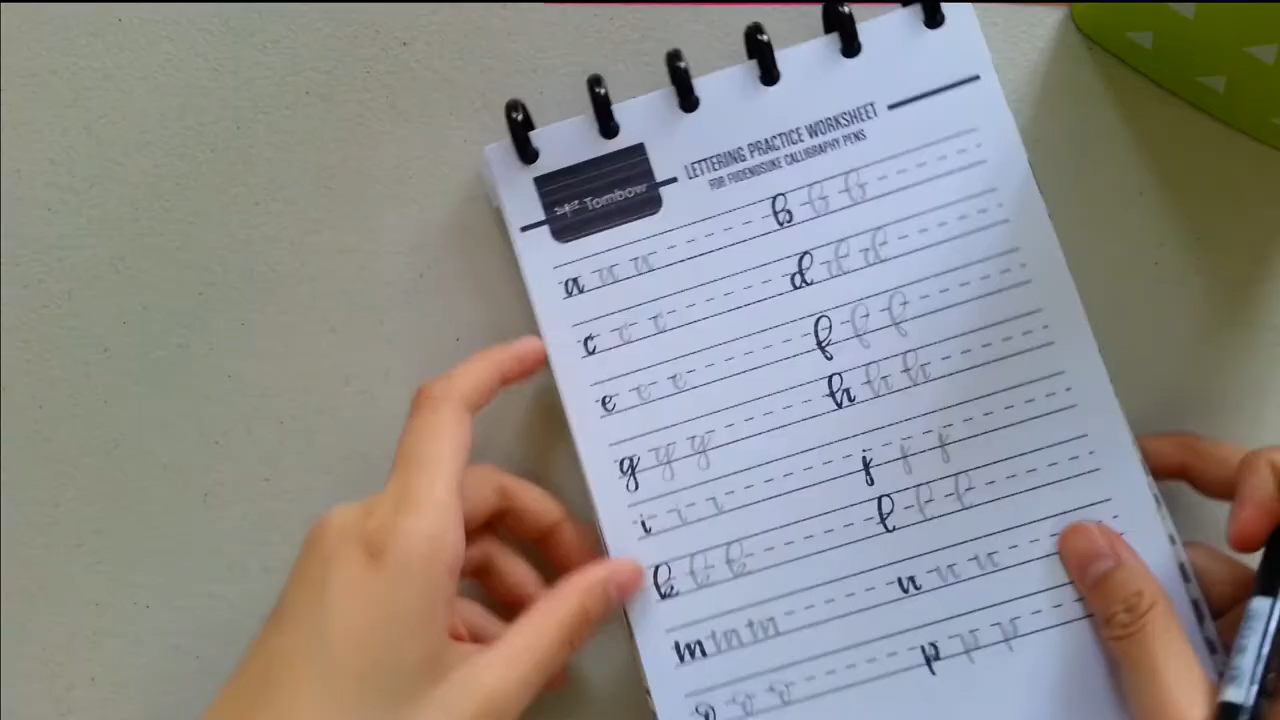 Tombow
LETTERING PRACTICE WORKSHEET
FOR FUDENOSUKE CALLIGRAPHY PENS
a a a b b b
c c c d d d
e e e f f f
g g g h h h
i i i j j j
k k k l l l
m m m n n n
o o o p p p